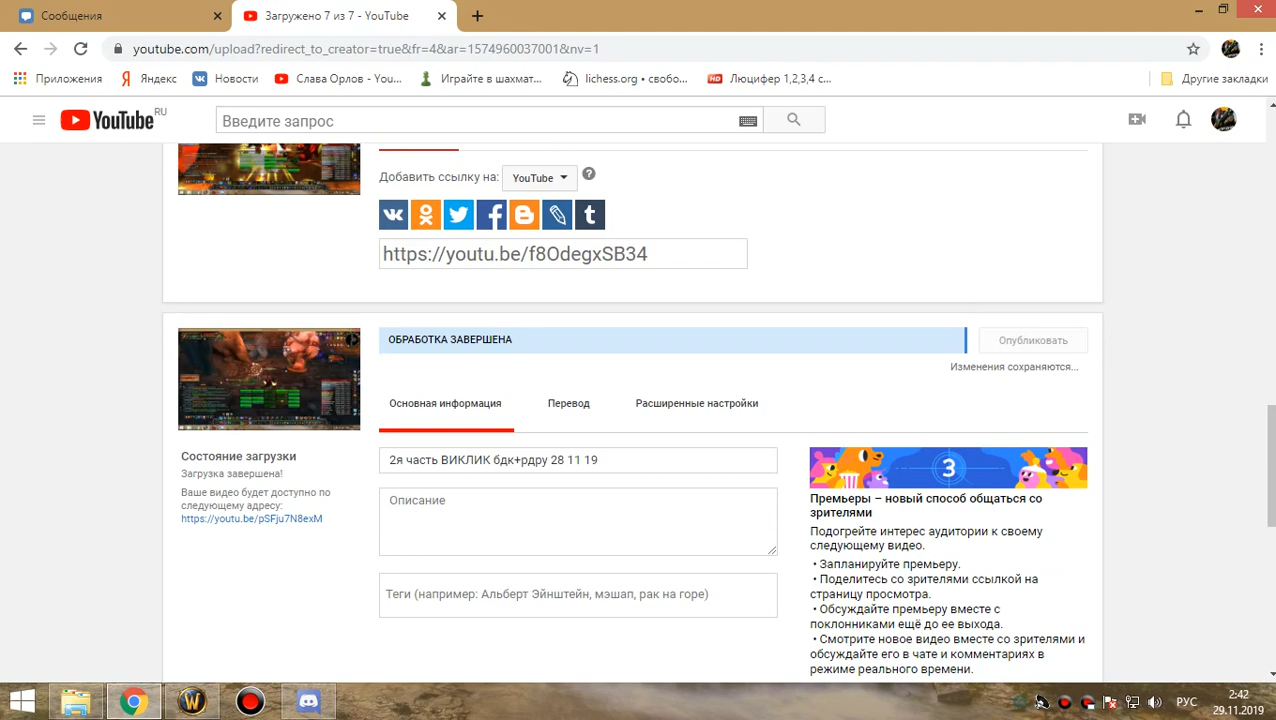 Сообщения
Загружено 7 из 7 - YouTube
youtube.com/upload?redirect_to_creator=true&fr=4&ar=1574960037001&nv=1
Приложения
Яндекс
Новости
Слава Орлов - You...
Играйте в шахмат...
lichess.org • свобо...
HD Люцифер 1,2,3,4 с...
Другие закладки
YouTube RU
Введите запрос
Добавить ссылку на: YouTube
https://youtu.be/f8OdegxSB34
ОБРАБОТКА ЗАВЕРШЕНА
Опубликовать
Изменения сохраняются...
Основная информация
Перевод
Расширенные настройки
Состояние загрузки
Загрузка завершена!
Ваше видео будет доступно по
следующему адресу:
https://youtu.be/pSFju7N8exM
2я часть ВИКЛИК бдк+рдру 28 11 19
Описание
Теги (например: Альберт Эйнштейн, мэшап, рак на горе)
3
Премьеры – новый способ общаться со
зрителями
Подогрейте интерес аудитории к своему
следующему видео.
• Запланируйте премьеру.
• Поделитесь со зрителями ссылкой на
страницу просмотра.
• Обсуждайте премьеру вместе с
поклонниками ещё до ее выхода.
• Смотрите новое видео вместе со зрителями и
обсуждайте его в чате и комментариях в
режиме реального времени.
РУС
2:42
29.11.2019